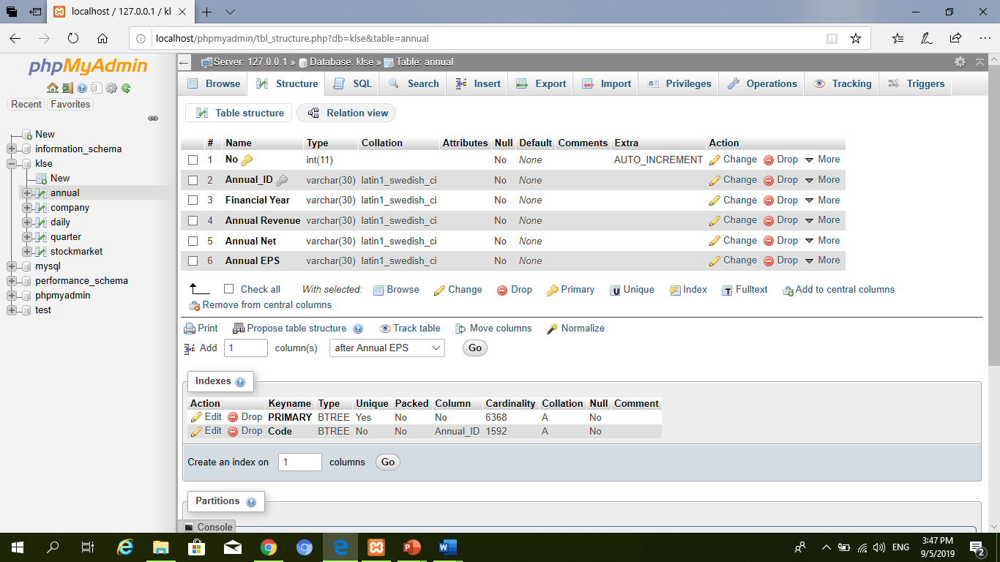 localhost / 127.0.0.1 / kl
localhost/phpmyadmin/tbl_structure.php?db=klse&table=annual
phpMyAdmin
Recent Favorites
New
information_schema
klse
New
annual
company
daily
quarter
stockmarket
mysql
performance_schema
phpmyadmin
test
Server: 127.0.0.1 » Database: klse » Table: annual
Browse Structure SQL Search Insert Export Import Privileges Operations Tracking Triggers
Table structure Relation view
# Name Type Collation Attributes Null Default Comments Extra Action
1 No int(11) No None AUTO_INCREMENT Change Drop More
2 Annual_ID varchar(30) latin1_swedish_ci No None Change Drop More
3 Financial Year varchar(30) latin1_swedish_ci No None Change Drop More
4 Annual Revenue varchar(30) latin1_swedish_ci No None Change Drop More
5 Annual Net varchar(30) latin1_swedish_ci No None Change Drop More
6 Annual EPS varchar(30) latin1_swedish_ci No None Change Drop More
Check all With selected: Browse Change Drop Primary Unique Index Fulltext Add to central columns
Remove from central columns
Print Propose table structure Track table Move columns Normalize
Add 1 column(s) after Annual EPS Go
Indexes
Action Keyname Type Unique Packed Column Cardinality Collation Null Comment
Edit Drop PRIMARY BTREE Yes No No 6368 A No
Edit Drop Code BTREE No No Annual_ID 1592 A No
Create an index on 1 columns Go
Partitions
Console
ENG
3:47 PM
9/5/2019
2